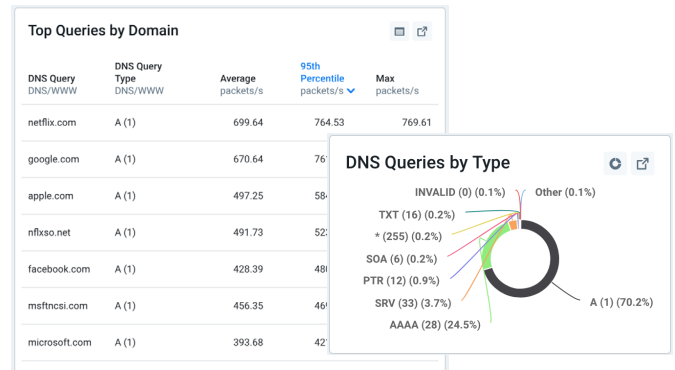 Top Queries by Domain
DNS Query DNS Query Type Average 95th Percentile Max
DNS/WWW DNS/WWW packets/s packets/s packets/s
netflix.com A (1) 699.64 764.53 769.61
google.com A (1) 670.64
apple.com A (1) 497.25
nflxso.net A (1) 491.73
facebook.com A (1) 428.39
msftncsi.com A (1) 456.35
microsoft.com A (1) 393.68
DNS Queries by Type
INVALID (0) (0.1%) Other (0.1%)
TXT (16) (0.2%)
* (255) (0.2%)
SOA (6) (0.2%)
PTR (12) (0.9%)
SRV (33) (3.7%)
AAAA (28) (24.5%)
A (1) (70.2%)